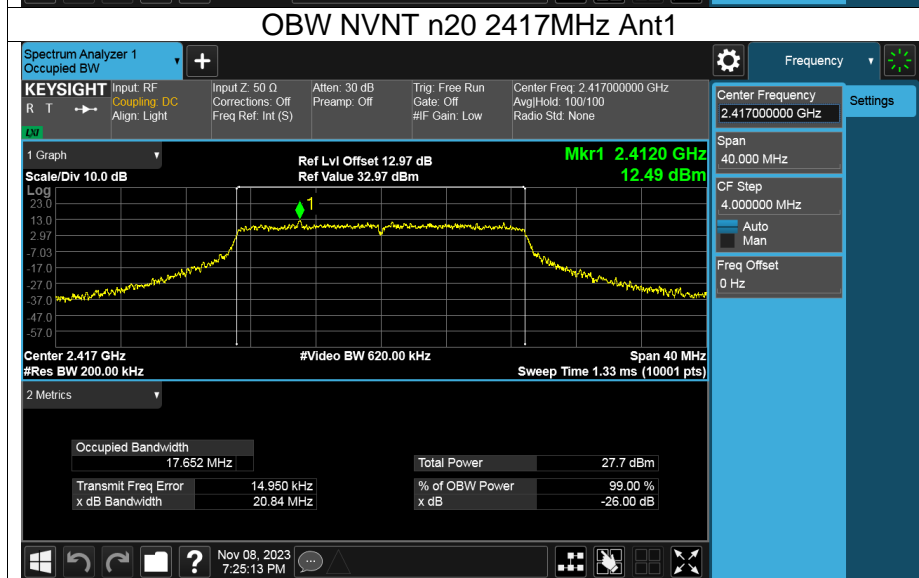 OBW NVNT n20 2417MHz Ant1
Spectrum Analyzer 1
Occupied BW
+
Frequency
KEYSIGHT
R T
LXI
Input: RF
Coupling: DC
Align: Light
Input Z: 50 Ω
Corrections: Off
Freq Ref: Int (S)
Atten: 30 dB
Preamp: Off
Trig: Free Run
Gate: Off
#IF Gain: Low
Center Freq: 2.417000000 GHz
Avg|Hold: 100/100
Radio Std: None
Center Frequency
2.417000000 GHz
Settings
Span
40.000 MHz
CF Step
4.000000 MHz
Auto
Man
Freq Offset
0 Hz
1 Graph
Scale/Div 10.0 dB
Ref Lvl Offset 12.97 dB
Ref Value 32.97 dBm
Mkr1 2.4120 GHz
12.49 dBm
Log
23.0
13.0
2.97
-7.03
-17.0
-27.0
-37.0
-47.0
-57.0
1
Center 2.417 GHz
#Video BW 620.00 kHz
Span 40 MHz
#Res BW 200.00 kHz
Sweep Time 1.33 ms (10001 pts)
2 Metrics
Occupied Bandwidth
17.652 MHz
Total Power 27.7 dBm
Transmit Freq Error 14.950 kHz
% of OBW Power 99.00 %
x dB Bandwidth 20.84 MHz
x dB -26.00 dB
?
Nov 08, 2023
7:25:13 PM